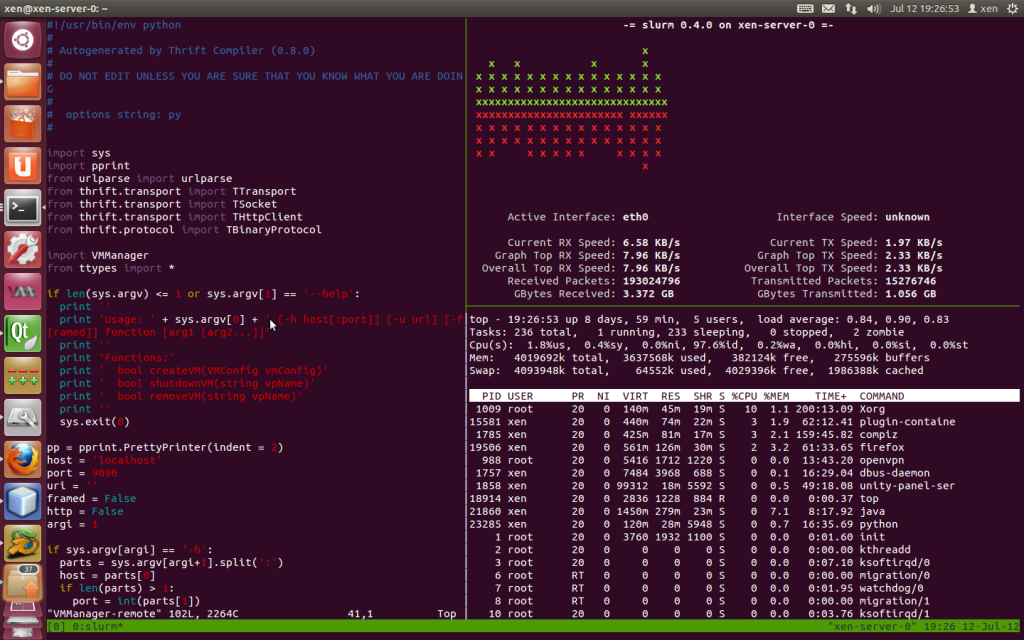 xen@xen-server-0: ~
Jul 12 19:26:53
xen
#!/usr/bin/env python
#
# Autogenerated by Thrift Compiler (0.8.0)
#
# DO NOT EDIT UNLESS YOU ARE SURE THAT YOU KNOW WHAT YOU ARE DOIN
G
#
#  options string: py
#
import sys
import pprint
from urlparse import urlparse
from thrift.transport import TTransport
from thrift.transport import TSocket
from thrift.transport import THttpClient
from thrift.protocol import TBinaryProtocol
import VMManager
from ttypes import *
if len(sys.argv) <= 1 or sys.argv[1] == '--help':
  print ''
  print 'Usage: ' + sys.argv[0] + ' [-h host[:port]] [-u url] [-f
[ramed]] function [arg1 [arg2...]]'
  print ''
  print 'Functions:'
  print '  bool createVM(VMConfig vmConfig)'
  print '  bool shutdownVM(string vpName)'
  print '  bool removeVM(string vpName)'
  print ''
  sys.exit(0)
pp = pprint.PrettyPrinter(indent = 2)
host = 'localhost'
port = 9090
uri = ''
framed = False
http = False
argi = 1
if sys.argv[argi] == '-h':
  parts = sys.argv[argi+1].split(':')
  host = parts[0]
  if len(parts) > 1:
    port = int(parts[1])
"VMManager-remote" 102L, 2264C 41,1 Top
-= slurm 0.4.0 on xen-server-0 =-
x
x x x x
x x x x x x x x x x x x x x x
x x x x x x x x x x x x x x x
xxxxxxxxxxxxxxxxxxxxxxxxxxxxxx
xxxxxxxxxxxxxxxxxxxxxxx xxxxxx
x x x x x x x x x x x x x x x
x x x x x x x x x x x x x x x
x x x x x x x x x x x
x
Active Interface: eth0 Interface Speed: unknown
Current RX Speed: 6.58 KB/s Current TX Speed: 1.97 KB/s
Graph Top RX Speed: 7.96 KB/s Graph Top TX Speed: 2.33 KB/s
Overall Top RX Speed: 7.96 KB/s Overall Top TX Speed: 2.33 KB/s
Received Packets: 193024796 Transmitted Packets: 15276746
GBytes Received: 3.372 GB GBytes Transmitted: 1.056 GB
top - 19:26:53 up 8 days, 59 min,  5 users,  load average: 0.84, 0.90, 0.83
Tasks: 236 total,   1 running, 233 sleeping,   0 stopped,   2 zombie
Cpu(s):  1.8%us,  0.4%sy,  0.0%ni, 97.6%id,  0.2%wa,  0.0%hi,  0.0%si,  0.0%st
Mem:   4019692k total,  3637568k used,   382124k free,   275596k buffers
Swap:  4093948k total,    64552k used,  4029396k free,  1986388k cached
PID USER PR NI VIRT RES SHR S %CPU %MEM TIME+ COMMAND
1009 root 20 0 140m 45m 19m S 10 1.1 200:13.09 Xorg
15581 xen 20 0 440m 74m 22m S 3 1.9 62:12.41 plugin-containe
1785 xen 20 0 425m 81m 17m S 3 2.1 159:45.82 compiz
19506 xen 20 0 561m 126m 30m S 2 3.2 61:33.65 firefox
988 root 20 0 5416 1712 1220 S 0 0.0 13:43.20 openvpn
1757 xen 20 0 7484 3968 688 S 0 0.1 16:29.04 dbus-daemon
1858 xen 20 0 99312 18m 5592 S 0 0.5 49:18.08 unity-panel-ser
18914 xen 20 0 2836 1228 884 R 0 0.0 0:00.37 top
21860 xen 20 0 1450m 279m 23m S 0 7.1 8:17.92 java
23285 xen 20 0 120m 28m 5948 S 0 0.7 16:35.69 python
1 root 20 0 3760 1932 1100 S 0 0.0 0:01.60 init
2 root 20 0 0 0 0 S 0 0.0 0:00.00 kthreadd
3 root 20 0 0 0 0 S 0 0.0 0:07.10 ksoftirqd/0
6 root RT 0 0 0 0 S 0 0.0 0:00.00 migration/0
7 root RT 0 0 0 0 S 0 0.0 0:01.95 watchdog/0
8 root RT 0 0 0 0 S 0 0.0 0:00.00 migration/1
10 root 20 0 0 0 0 S 0 0.0 0:03.76 ksoftirqd/1
[0] 0:slurm* "xen-server-0" 19:26 12-Jul-12
Qt
37